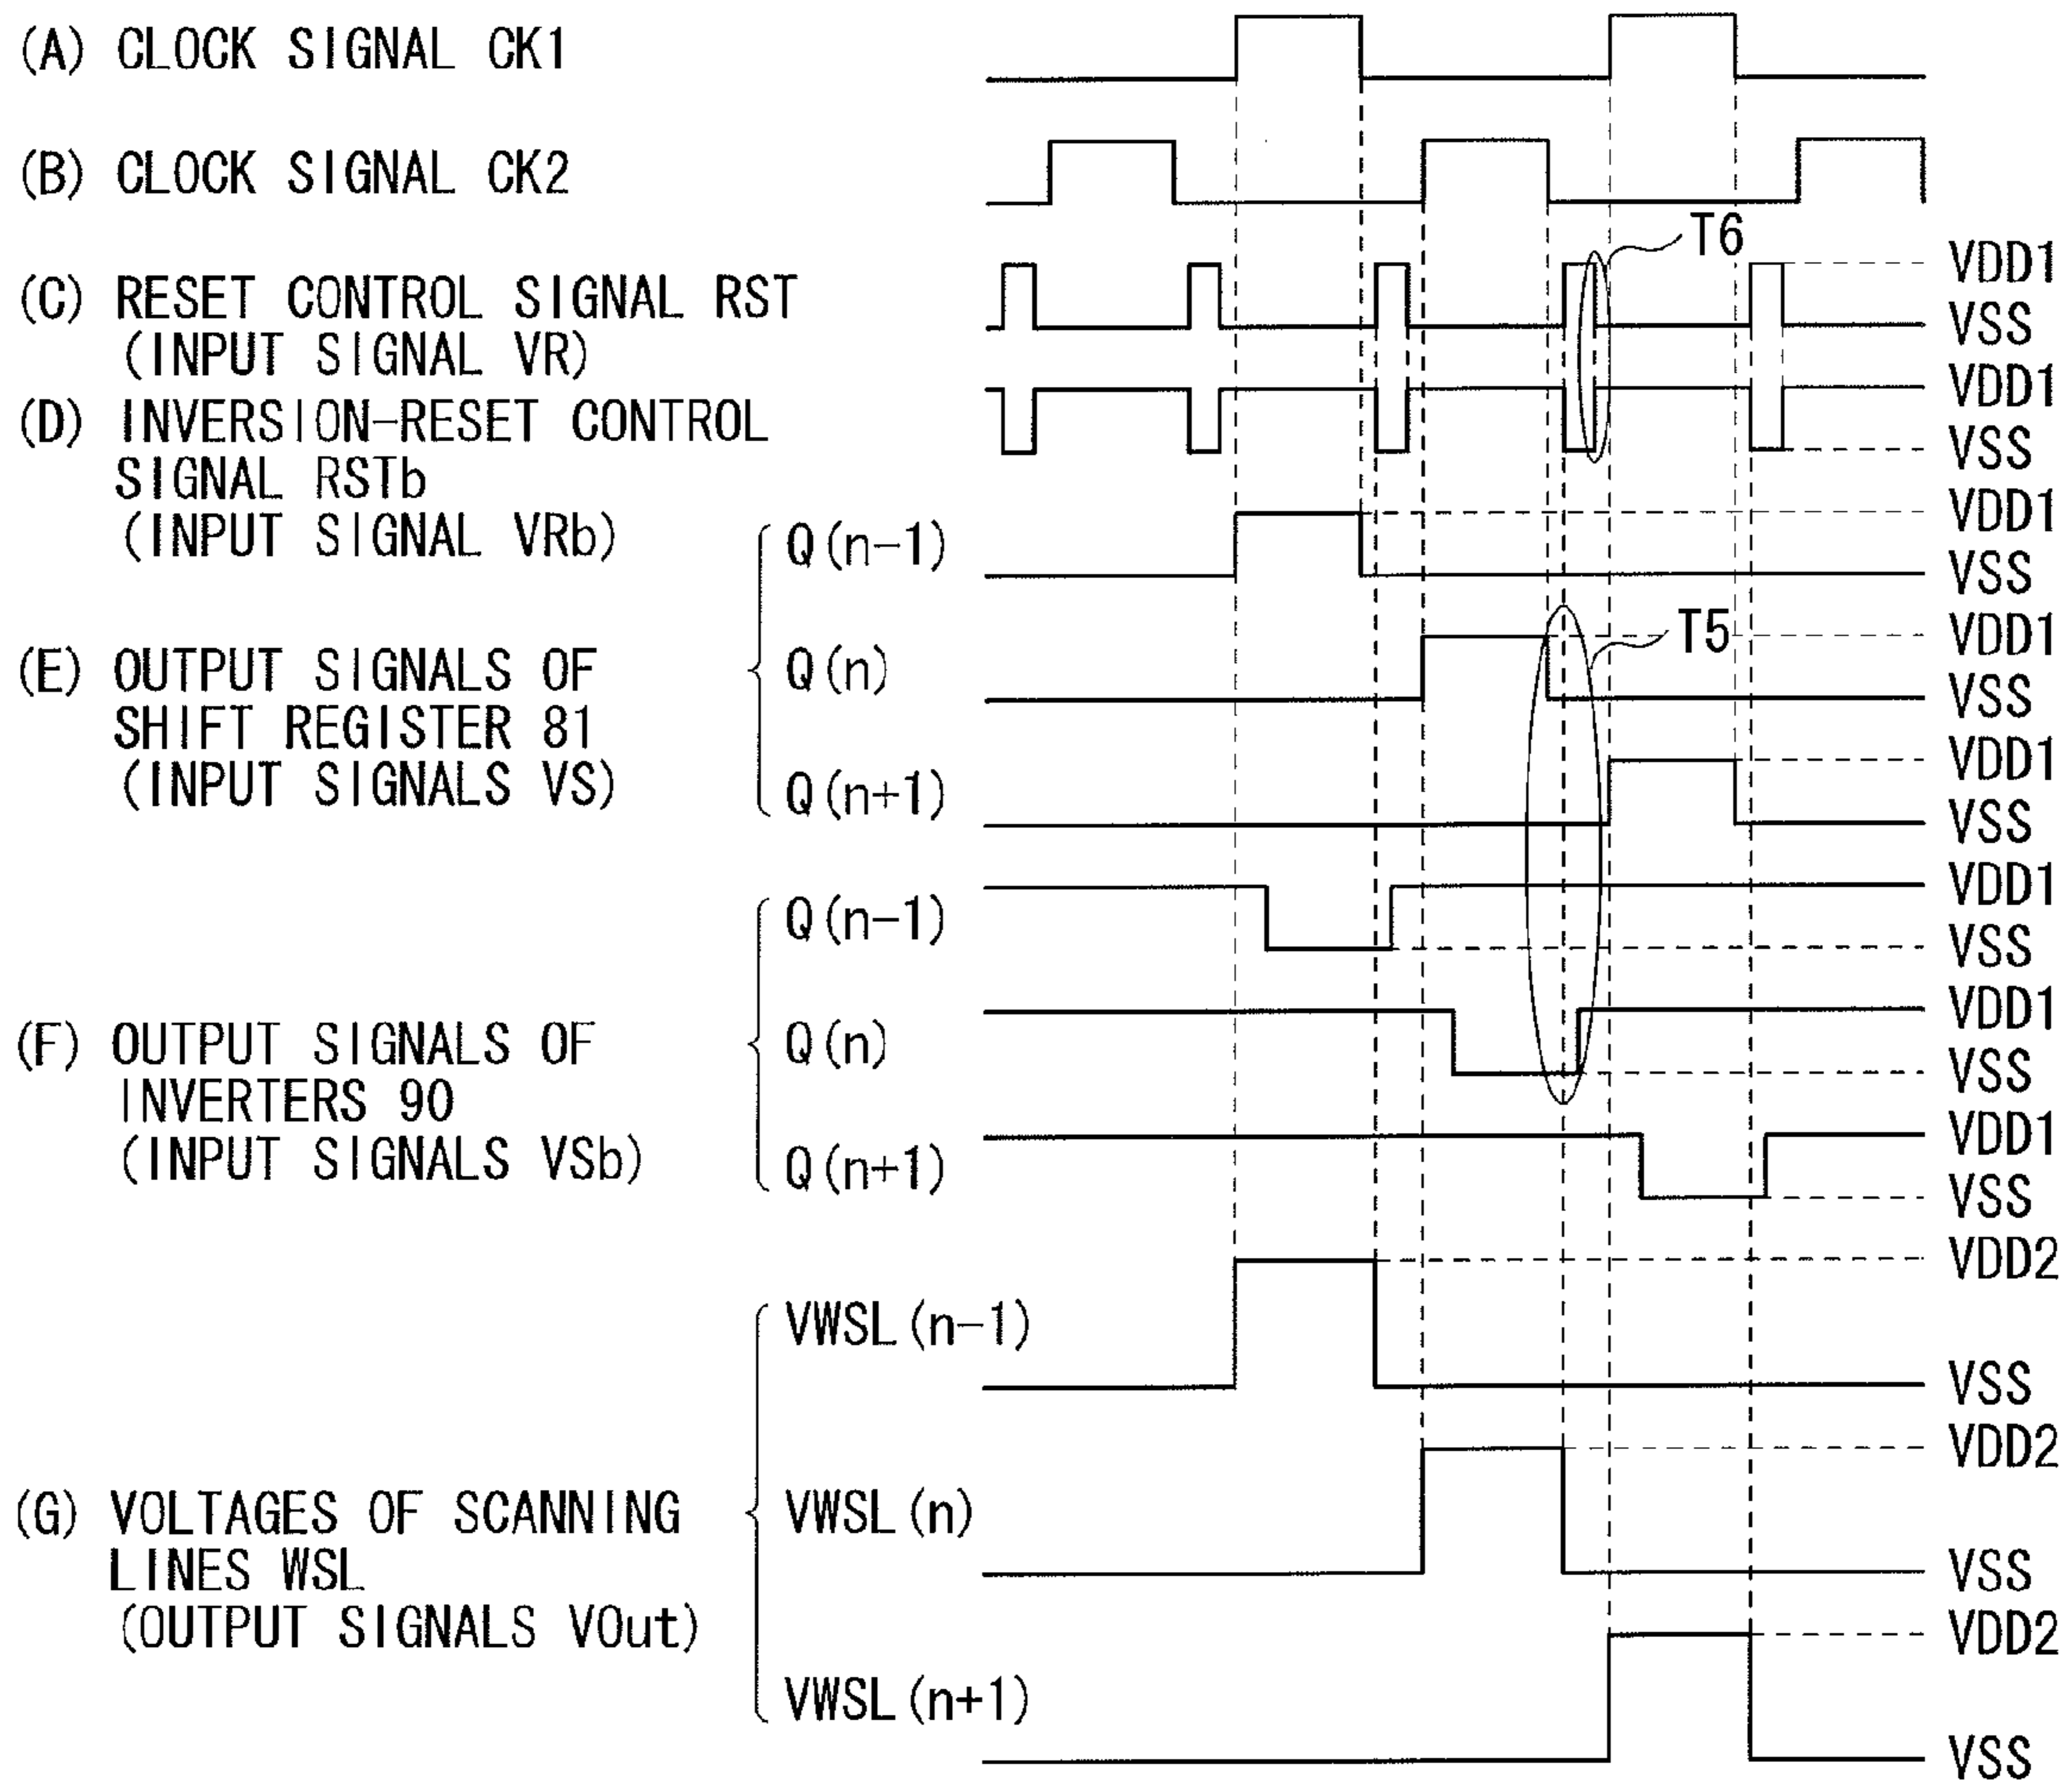 (A) CLOCK SIGNAL CK1
(B) CLOCK SIGNAL CK2
T6
(C) RESET CONTROL SIGNAL RST
(INPUT SIGNAL VR)
VDD1
VSS
(D) INVERSION-RESET CONTROL
SIGNAL RSTb
(INPUT SIGNAL VRb)
VDD1
VSS
(E) OUTPUT SIGNALS OF
SHIFT REGISTER 81
(INPUT SIGNALS VS)
Q(n-1)
VDD1
VSS
Q(n)
T5
VDD1
VSS
Q(n+1)
VDD1
VSS
(F) OUTPUT SIGNALS OF
INVERTERS 90
(INPUT SIGNALS VSb)
Q(n-1)
VDD1
VSS
Q(n)
VDD1
VSS
Q(n+1)
VDD1
VSS
(G) VOLTAGES OF SCANNING
LINES WSL
(OUTPUT SIGNALS VOut)
VWSL(n-1)
VDD2
VSS
VWSL(n)
VDD2
VSS
VWSL(n+1)
VDD2
VSS